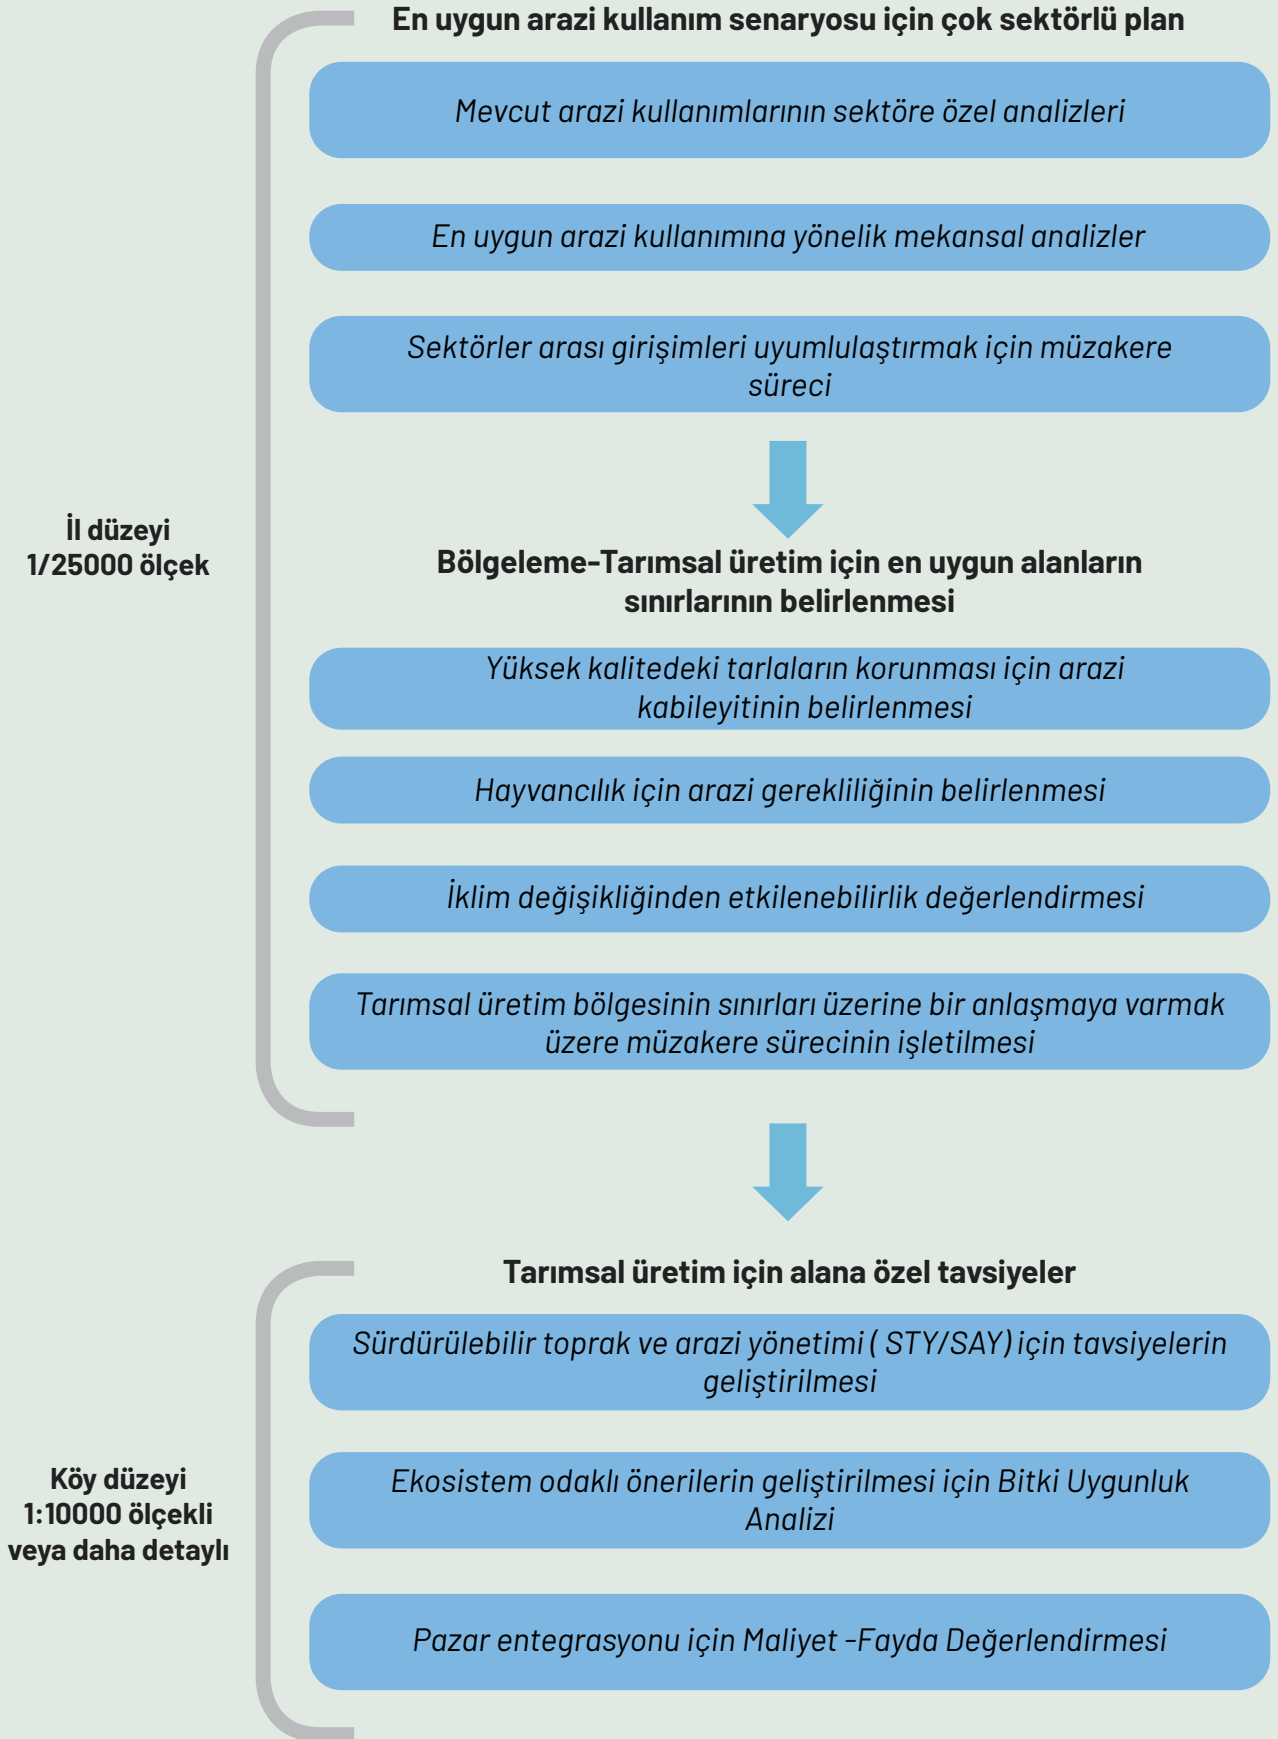 En uygun arazi kullanım senaryosu için çok sektörlü plan
Mevcut arazi kullanımlarının sektöre özel analizleri
En uygun arazi kullanımına yönelik mekansal analizler
Sektörler arası girişimleri uyumlulaştırmak için müzakere
süreci
İl düzeyi
1/25000 ölçek
Bölgeleme-Tarımsal üretim için en uygun alanların
sınırlarının belirlenmesi
Yüksek kalitedeki tarlaların korunması için arazi
kabileyitinin belirlenmesi
Hayvancılık için arazi gerekliliğinin belirlenmesi
İklim değişikliğinden etkilenebilirlik değerlendirmesi
Tarımsal üretim bölgesinin sınırları üzerine bir anlaşmaya varmak
üzere müzakere sürecinin işletilmesi
Tarımsal üretim için alana özel tavsiyeler
Sürdürülebilir toprak ve arazi yönetimi ( STY/SAY) için tavsiyelerin
geliştirilmesi
Köy düzeyi
1:10000 ölçekli
veya daha detaylı
Ekosistem odaklı önerilerin geliştirilmesi için Bitki Uygunluk
Analizi
Pazar entegrasyonu için Maliyet -Fayda Değerlendirmesi